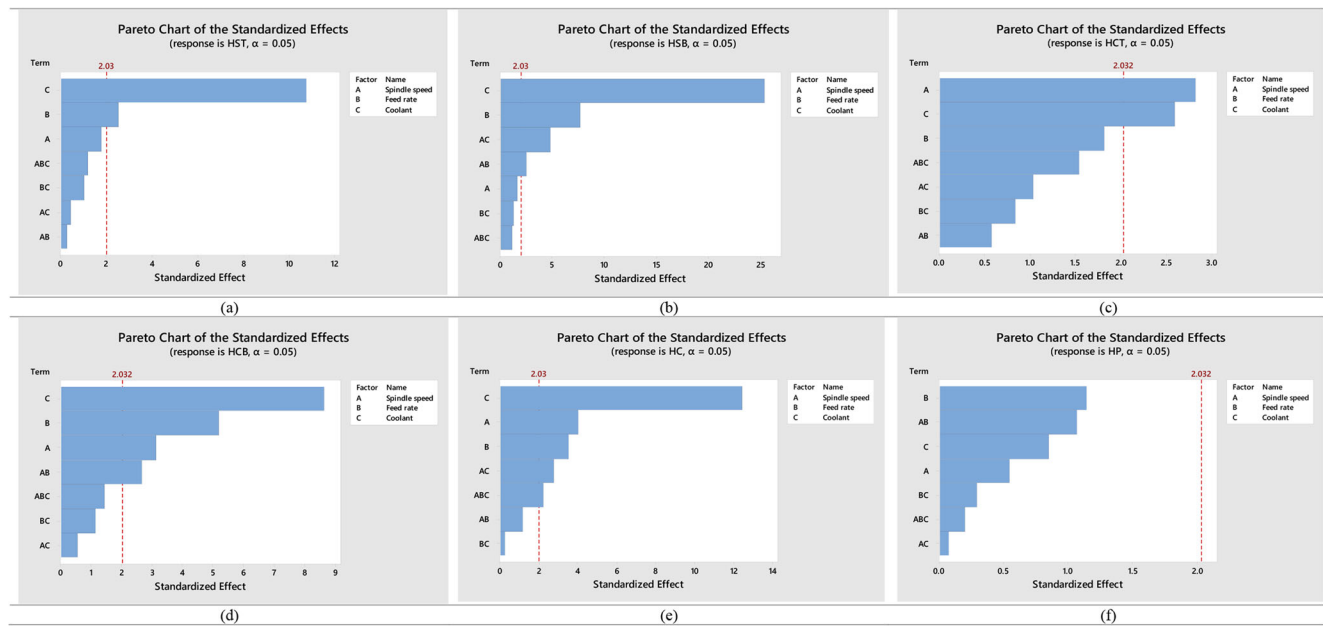 Pareto Chart of the Standardized Effects
(response is HST, α = 0.05)
Term
2.03
Factor Name
A Spindle speed
B Feed rate
C Coolant
C
B
A
ABC
BC
AC
AB
0 2 4 6 8 10 12
Standardized Effect
(a)
Pareto Chart of the Standardized Effects
(response is HSB, α = 0.05)
Term
2.03
Factor Name
A Spindle speed
B Feed rate
C Coolant
C
B
AC
AB
A
BC
ABC
0 5 10 15 20 25
Standardized Effect
(b)
Pareto Chart of the Standardized Effects
(response is HCT, α = 0.05)
Term
2.032
Factor Name
A Spindle speed
B Feed rate
C Coolant
A
C
B
ABC
AC
BC
AB
0.0 0.5 1.0 1.5 2.0 2.5 3.0
Standardized Effect
(c)
Pareto Chart of the Standardized Effects
(response is HCB, α = 0.05)
Term
2.032
Factor Name
A Spindle speed
B Feed rate
C Coolant
C
B
A
AB
ABC
BC
AC
0 1 2 3 4 5 6 7 8 9
Standardized Effect
(d)
Pareto Chart of the Standardized Effects
(response is HC, α = 0.05)
Term
2.03
Factor Name
A Spindle speed
B Feed rate
C Coolant
C
A
B
AC
ABC
AB
BC
0 2 4 6 8 10 12 14
Standardized Effect
(e)
Pareto Chart of the Standardized Effects
(response is HP, α = 0.05)
Term
2.032
Factor Name
A Spindle speed
B Feed rate
C Coolant
B
AB
C
A
BC
ABC
AC
0.0 0.5 1.0 1.5 2.0
Standardized Effect
(f)